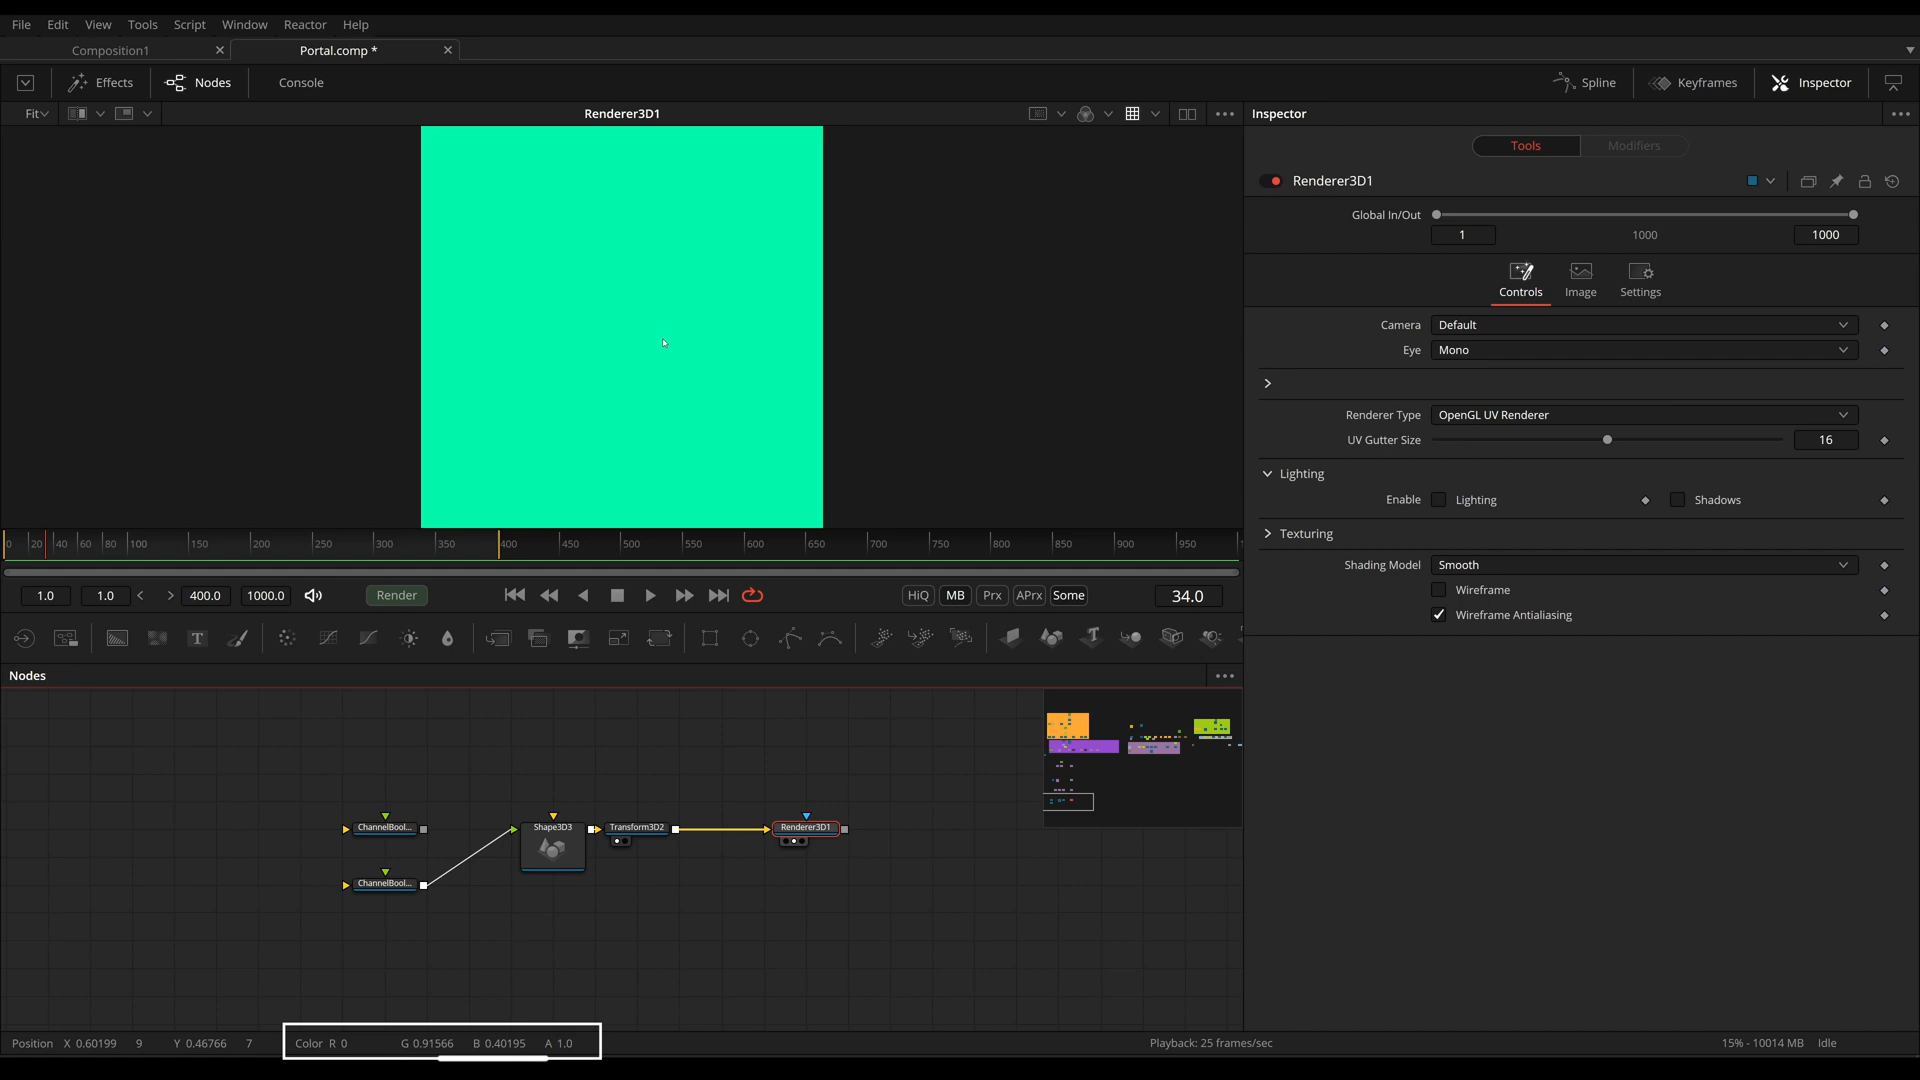 File Edit View Tools Script Window Reactor Help
Composition1 Portal.comp *
Effects Nodes Console Spline Keyframes Inspector
Fit Renderer3D1 Inspector
Tools Modifiers
Renderer3D1
Global In/Out
1 1000 1000
Controls Image Settings
Camera Default
Eye Mono
Renderer Type OpenGL UV Renderer
UV Gutter Size 16
Lighting
Enable Lighting Shadows
Texturing
Shading Model Smooth
Wireframe
Wireframe Antialiasing
0 20 40 60 80 100 150 200 250 300 350 400 450 500 550 600 650 700 750 800 850 900 950
1.0 1.0 < > 400.0 1000.0 Render HiQ MB Prx APrx Some 34.0
T
Nodes
ChannelBool... Shape3D3 Transform3D2 Renderer3D1
ChannelBool...
Position X 0.60199 9 Y 0.46766 7 Color R 0 G 0.91566 B 0.40195 A 1.0 Playback: 25 frames/sec 15% - 10014 MB Idle